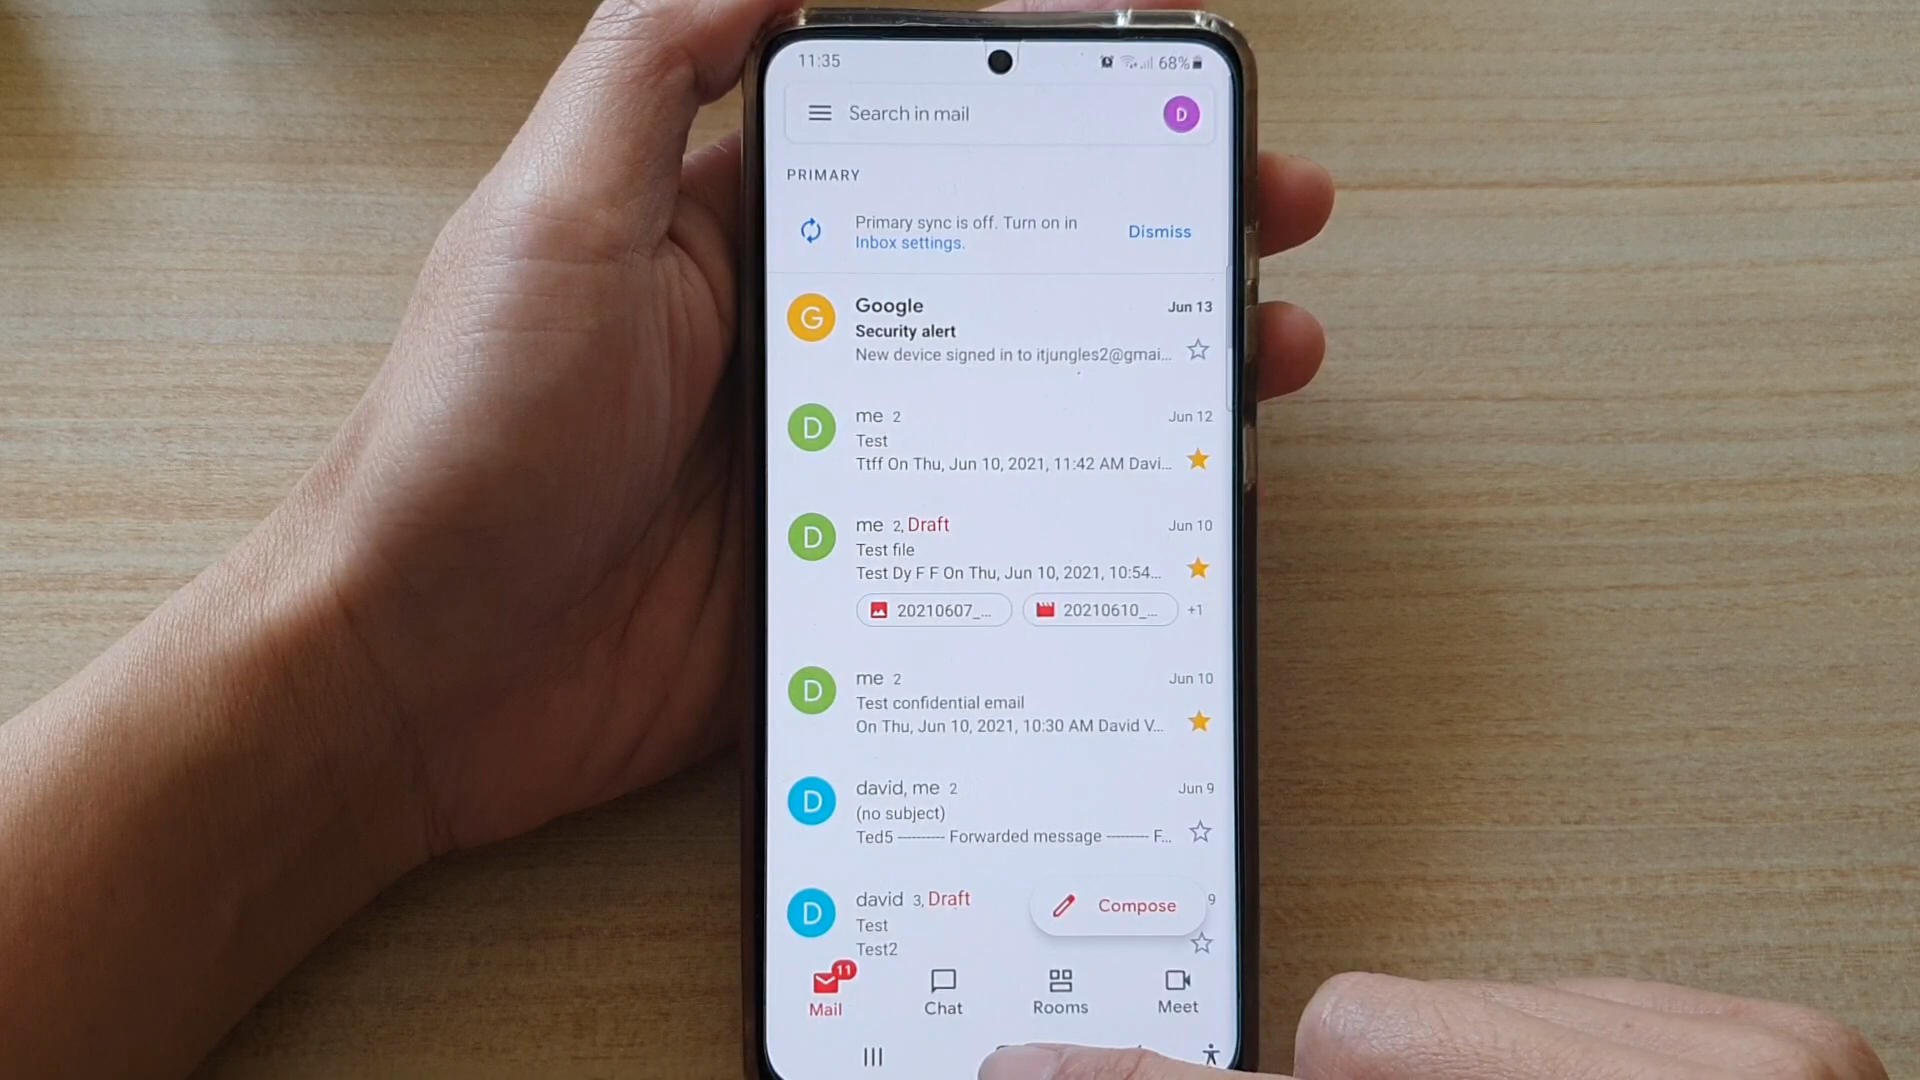 11:35
68%
Search in mail
D
PRIMARY
Primary sync is off. Turn on in
Inbox settings.
Dismiss
G
Google
Jun 13
Security alert
New device signed in to itjungles2@gmai...
D
me 2
Jun 12
Test
Ttff On Thu, Jun 10, 2021, 11:42 AM Davi...
D
me 2, Draft
Jun 10
Test file
Test Dy F F On Thu, Jun 10, 2021, 10:54...
20210607_...
20210610_...
+1
D
me 2
Jun 10
Test confidential email
On Thu, Jun 10, 2021, 10:30 AM David V...
D
david, me 2
Jun 9
(no subject)
Ted5 --------- Forwarded message --------- F...
D
david 3, Draft
9
Test
Test2
Compose
11
Mail
Chat
Rooms
Meet